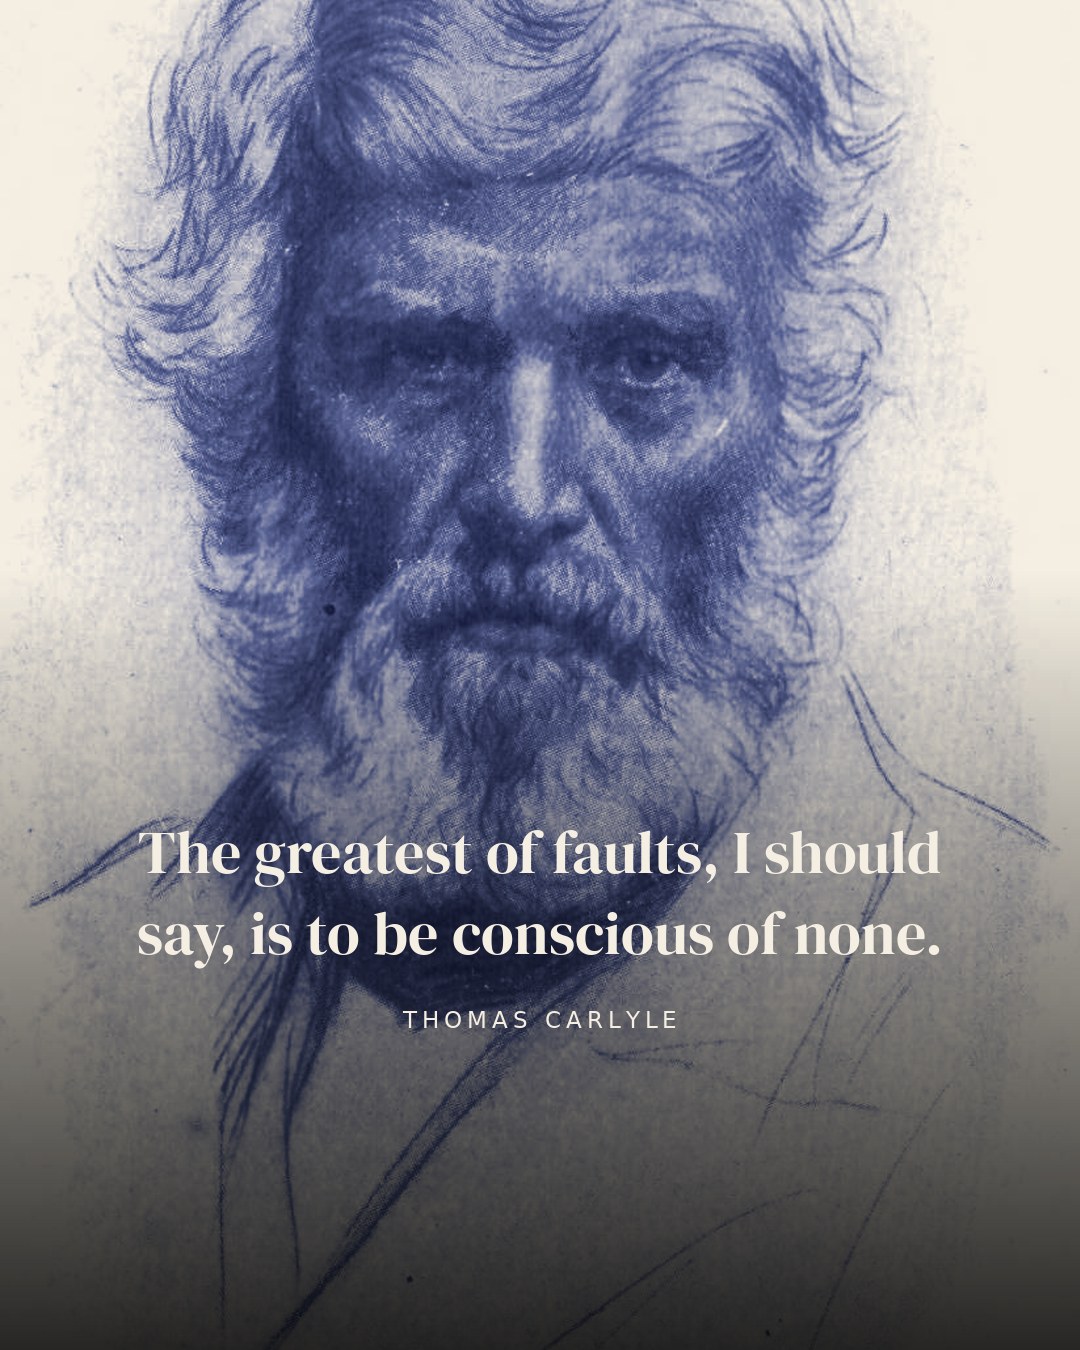 The greatest of faults, I should
say, is to be conscious of none.
THOMAS CARLYLE